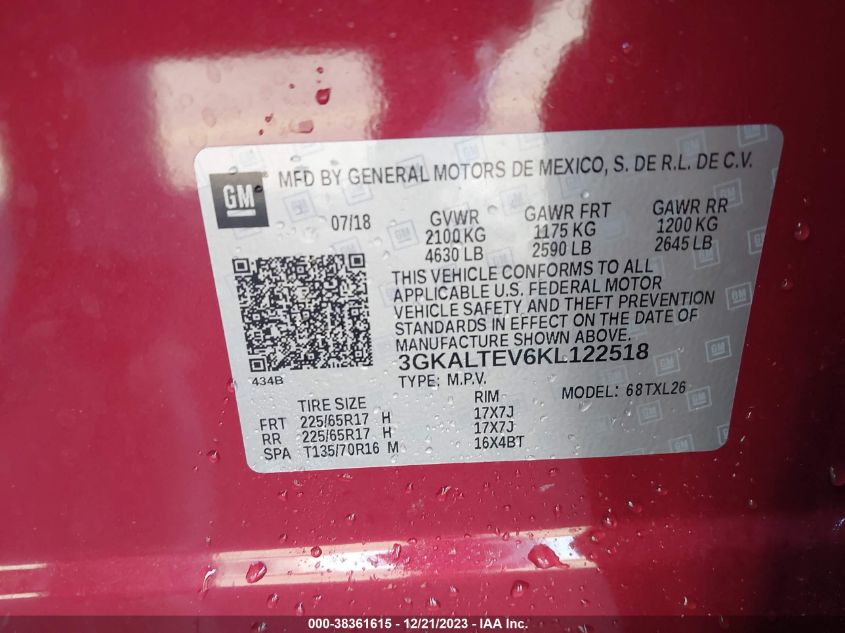 GM
MFD BY GENERAL MOTORS DE MEXICO, S. DE R.L. DE C.V.
07/18
GVWR GAWR FRT GAWR RR
2100 KG 1175 KG 1200 KG
4630 LB 2590 LB 2645 LB
THIS VEHICLE CONFORMS TO ALL
APPLICABLE U.S. FEDERAL MOTOR
VEHICLE SAFETY AND THEFT PREVENTION
STANDARDS IN EFFECT ON THE DATE OF
MANUFACTURE SHOWN ABOVE.
3GKALTEV6KL122518
434B
TYPE: M.P.V. MODEL: 68TXL26
TIRE SIZE RIM
FRT 225/65R17 H 17X7J
RR 225/65R17 H 17X7J
SPA T135/70R16 M 16X4BT
000-38361615 - 12/21/2023 - IAA Inc.